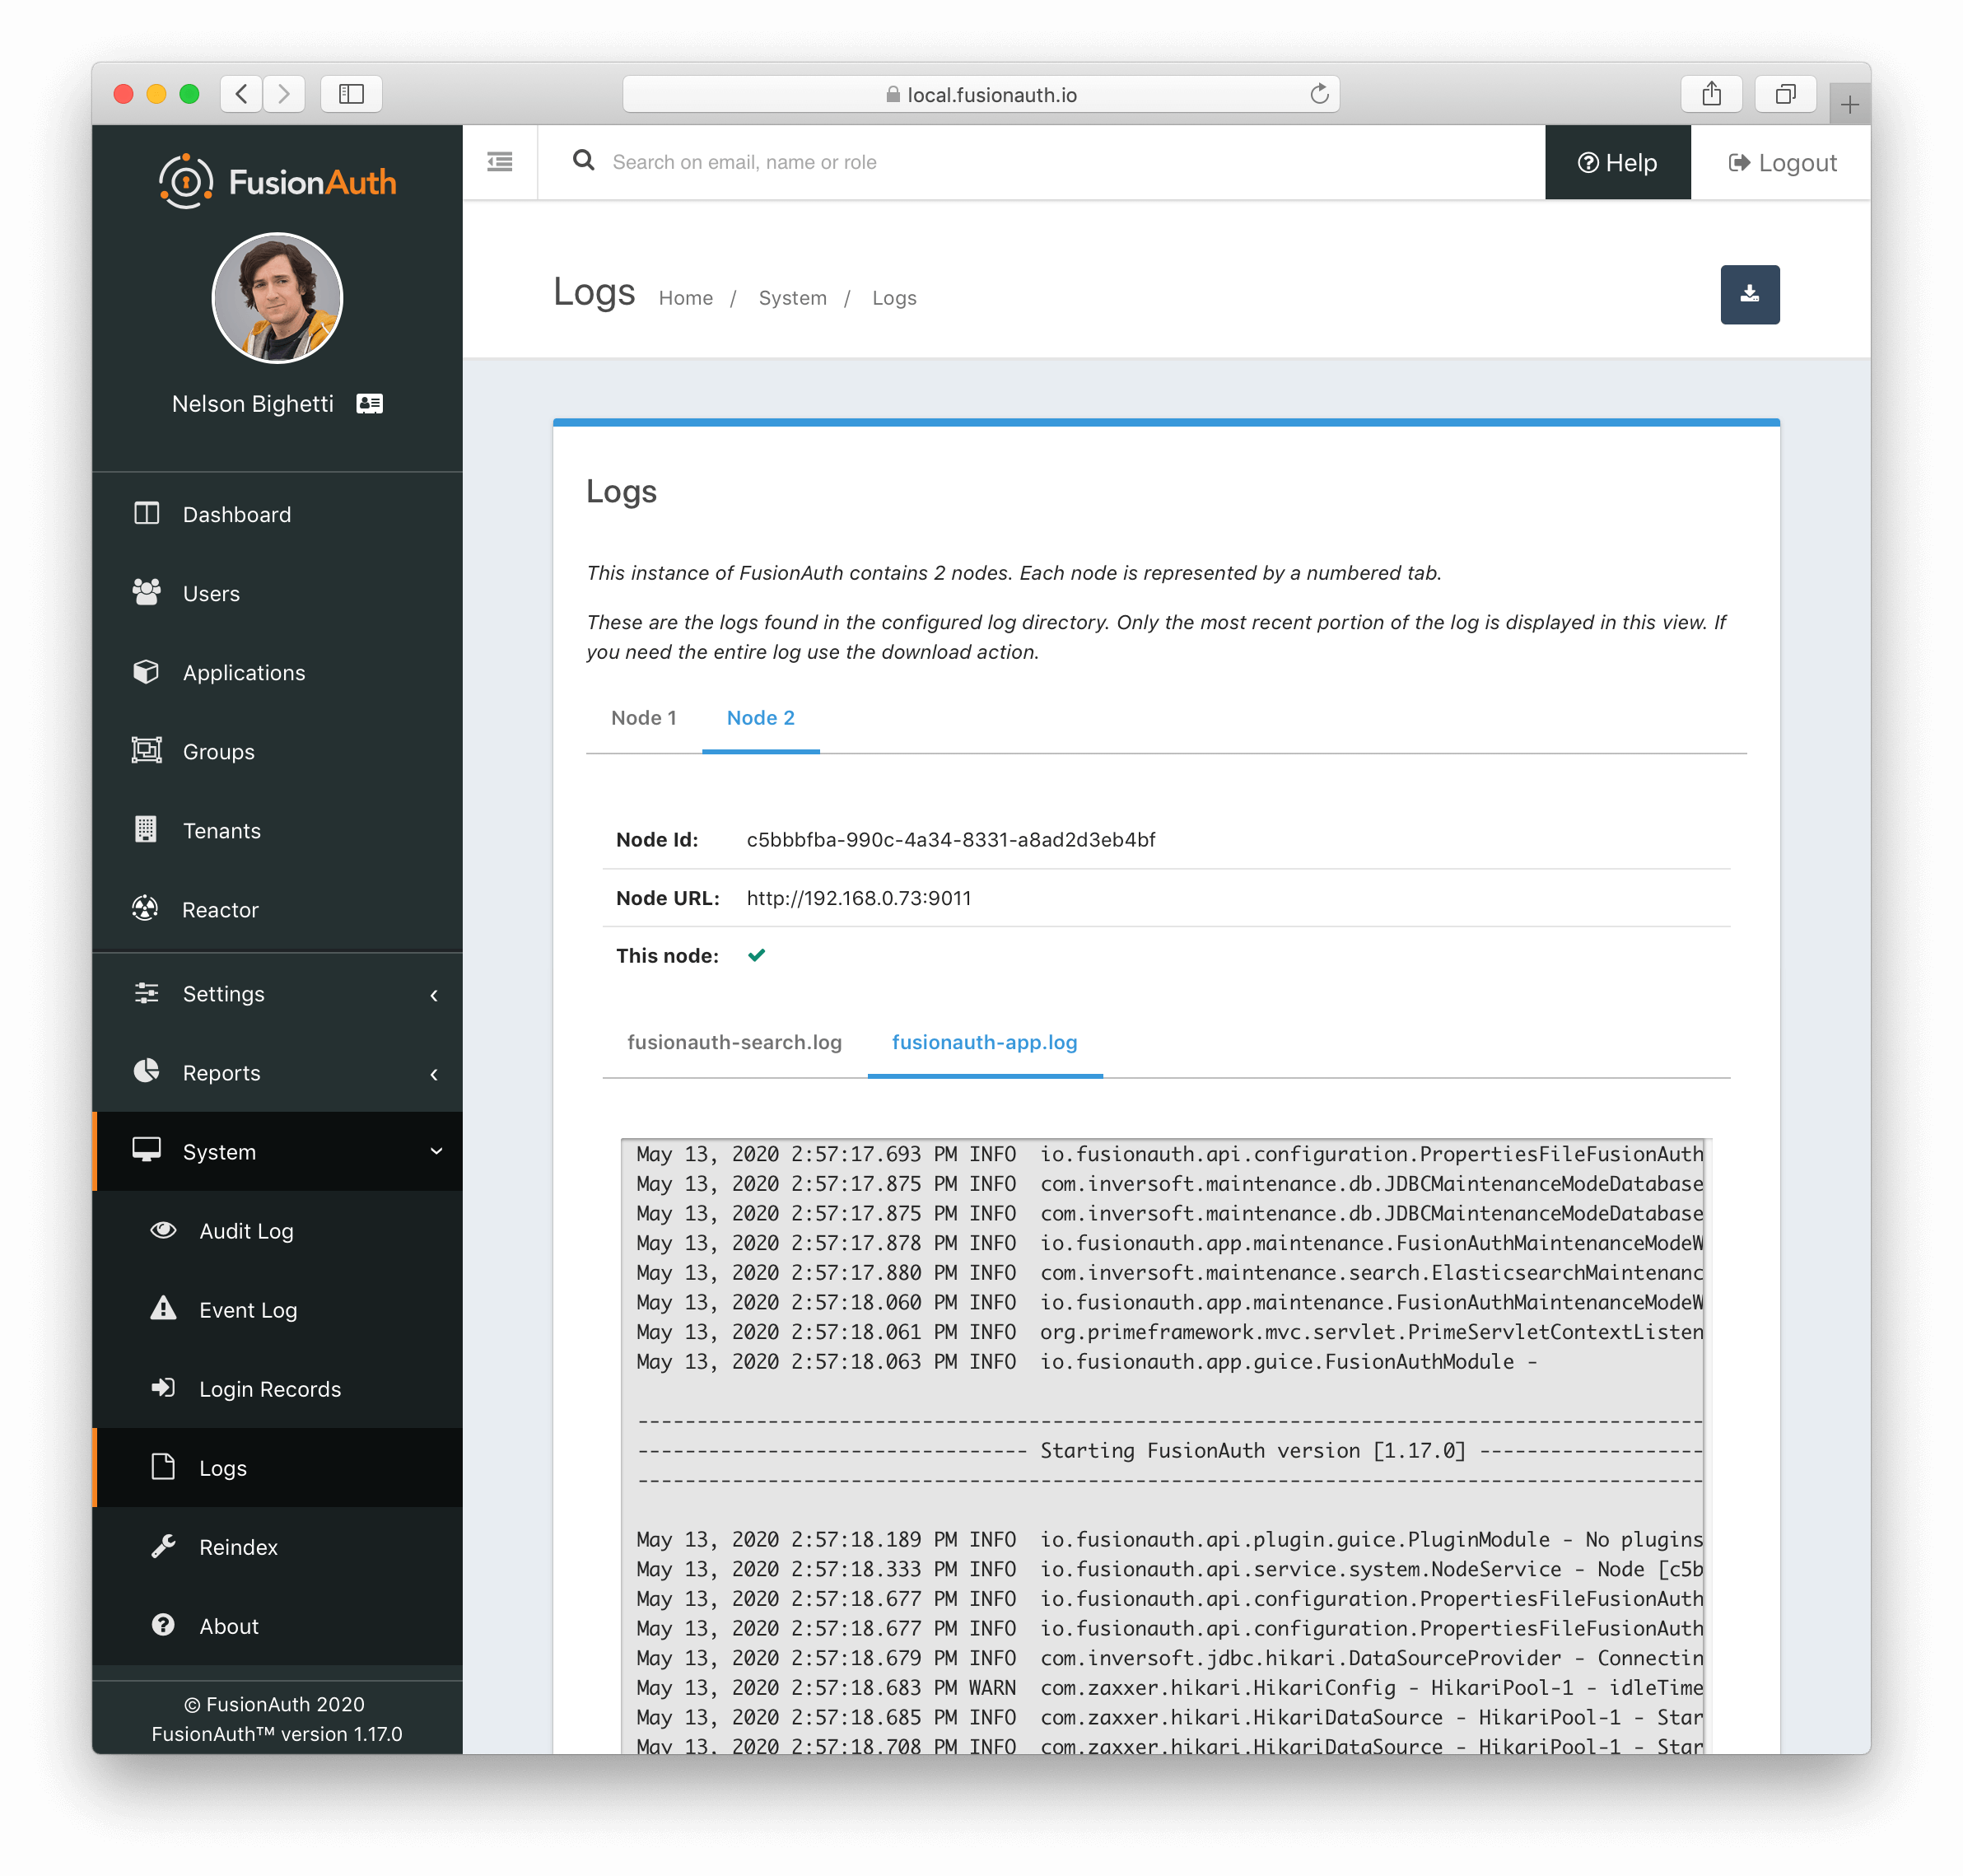 local.fusionauth.io
FusionAuth
Nelson Bighetti
Dashboard
Users
Applications
Groups
Tenants
Reactor
Settings
Reports
System
Audit Log
Event Log
Login Records
Logs
Reindex
About
© FusionAuth 2020
FusionAuth™ version 1.17.0
Search on email, name or role
Help
Logout
Logs
Home / System / Logs
Logs
This instance of FusionAuth contains 2 nodes. Each node is represented by a numbered tab.
These are the logs found in the configured log directory. Only the most recent portion of the log is displayed in this view. If
you need the entire log use the download action.
Node 1 Node 2
Node Id: c5bbbfba-990c-4a34-8331-a8ad2d3eb4bf
Node URL: http://192.168.0.73:9011
This node:
fusionauth-search.log fusionauth-app.log
May 13, 2020 2:57:17.693 PM INFO  io.fusionauth.api.configuration.PropertiesFileFusionAuth
May 13, 2020 2:57:17.875 PM INFO  com.inversoft.maintenance.db.JDBCMaintenanceModeDatabase
May 13, 2020 2:57:17.875 PM INFO  com.inversoft.maintenance.db.JDBCMaintenanceModeDatabase
May 13, 2020 2:57:17.878 PM INFO  io.fusionauth.app.maintenance.FusionAuthMaintenanceModeW
May 13, 2020 2:57:17.880 PM INFO  com.inversoft.maintenance.search.ElasticsearchMaintenanc
May 13, 2020 2:57:18.060 PM INFO  io.fusionauth.app.maintenance.FusionAuthMaintenanceModeW
May 13, 2020 2:57:18.061 PM INFO  org.primeframework.mvc.servlet.PrimeServletContextListen
May 13, 2020 2:57:18.063 PM INFO  io.fusionauth.app.guice.FusionAuthModule -
------------------------------------------------------------------------------------------
--------------------------------- Starting FusionAuth version [1.17.0] -------------------
------------------------------------------------------------------------------------------
May 13, 2020 2:57:18.189 PM INFO  io.fusionauth.api.plugin.guice.PluginModule - No plugins
May 13, 2020 2:57:18.333 PM INFO  io.fusionauth.api.service.system.NodeService - Node [c5b
May 13, 2020 2:57:18.677 PM INFO  io.fusionauth.api.configuration.PropertiesFileFusionAuth
May 13, 2020 2:57:18.677 PM INFO  io.fusionauth.api.configuration.PropertiesFileFusionAuth
May 13, 2020 2:57:18.679 PM INFO  com.inversoft.jdbc.hikari.DataSourceProvider - Connectin
May 13, 2020 2:57:18.683 PM WARN  com.zaxxer.hikari.HikariConfig - HikariPool-1 - idleTime
May 13, 2020 2:57:18.685 PM INFO  com.zaxxer.hikari.HikariDataSource - HikariPool-1 - Star
May 13, 2020 2:57:18.708 PM INFO  com.zaxxer.hikari.HikariDataSource - HikariPool-1 - Star